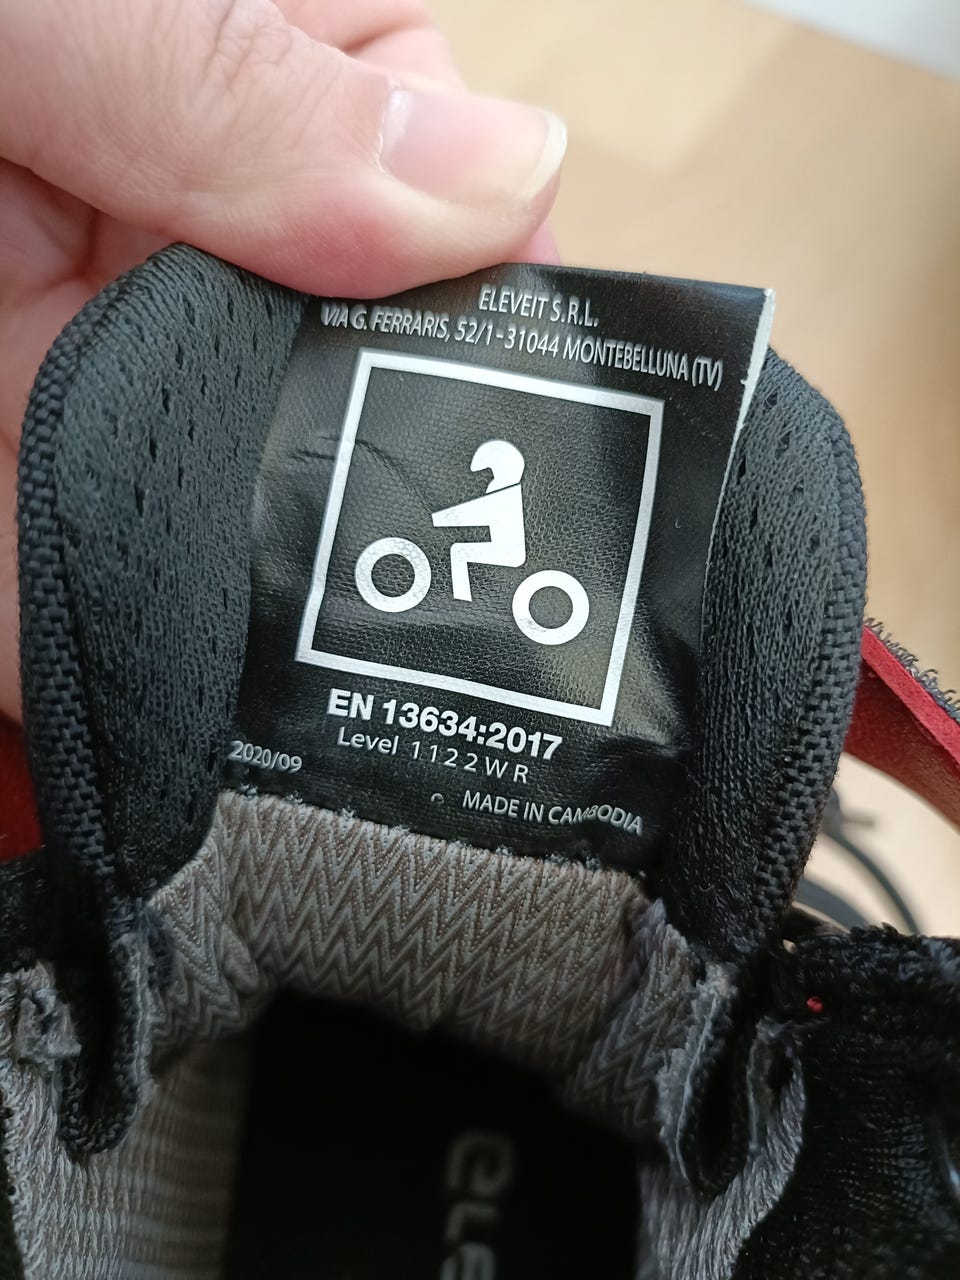 ELEVEIT S.R.L.
VIA G. FERRARIS, 52/1-31044 MONTEBELLUNA (TV)
EN 13634:2017
Level 1 1 2 2 W R
2020/09
MADE IN CAMBODIA